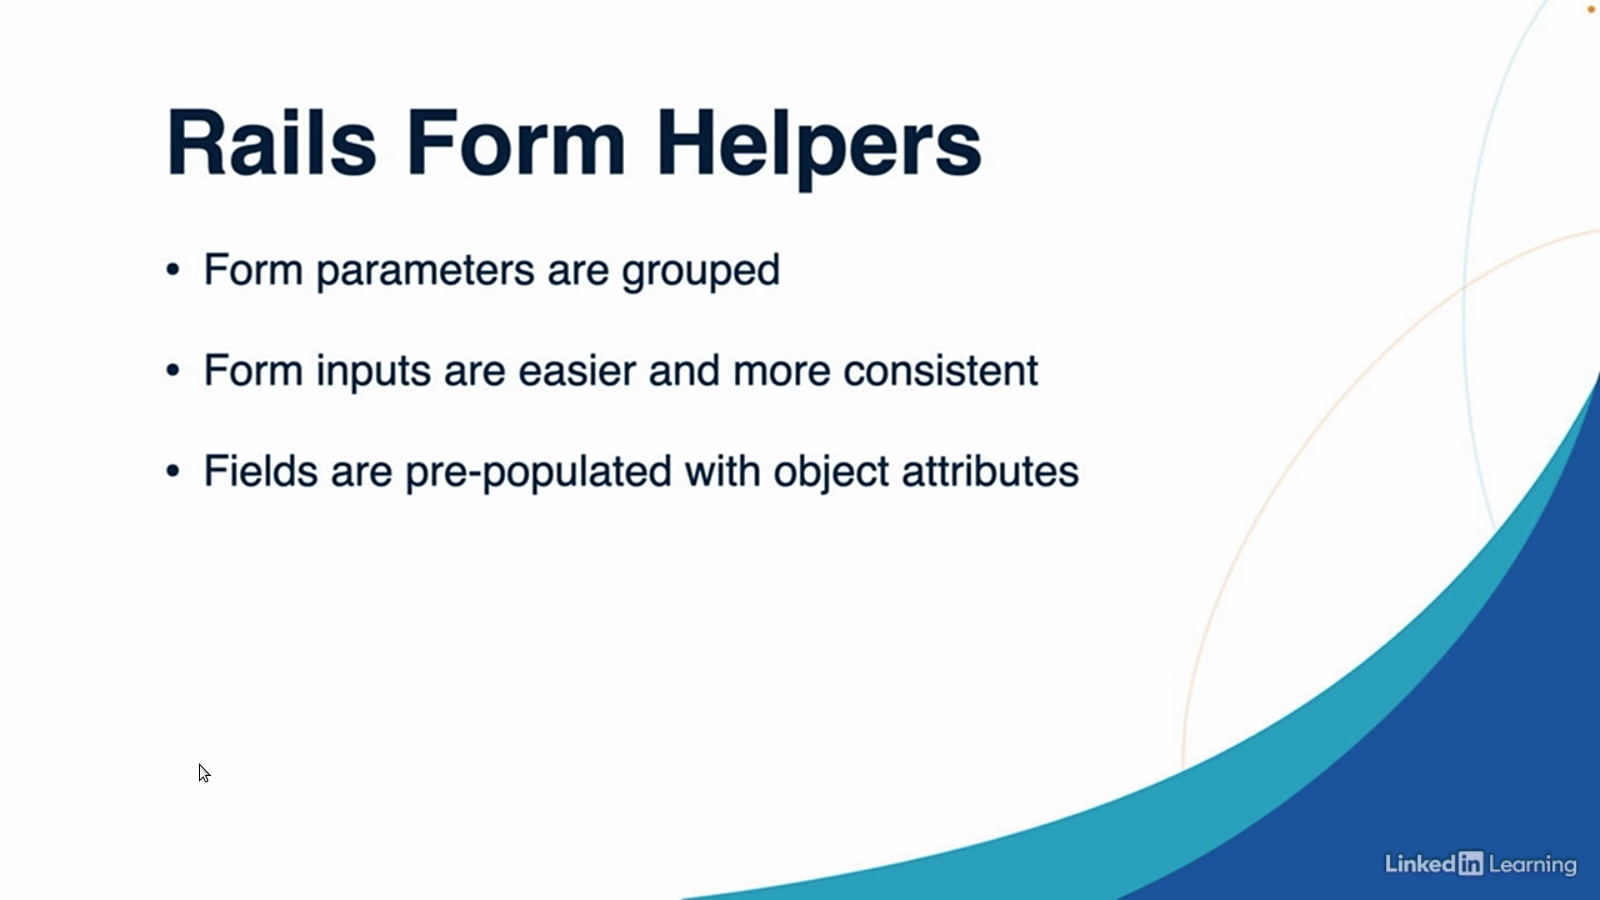 Rails Form Helpers
• Form parameters are grouped
• Form inputs are easier and more consistent
• Fields are pre-populated with object attributes
Linked in Learning